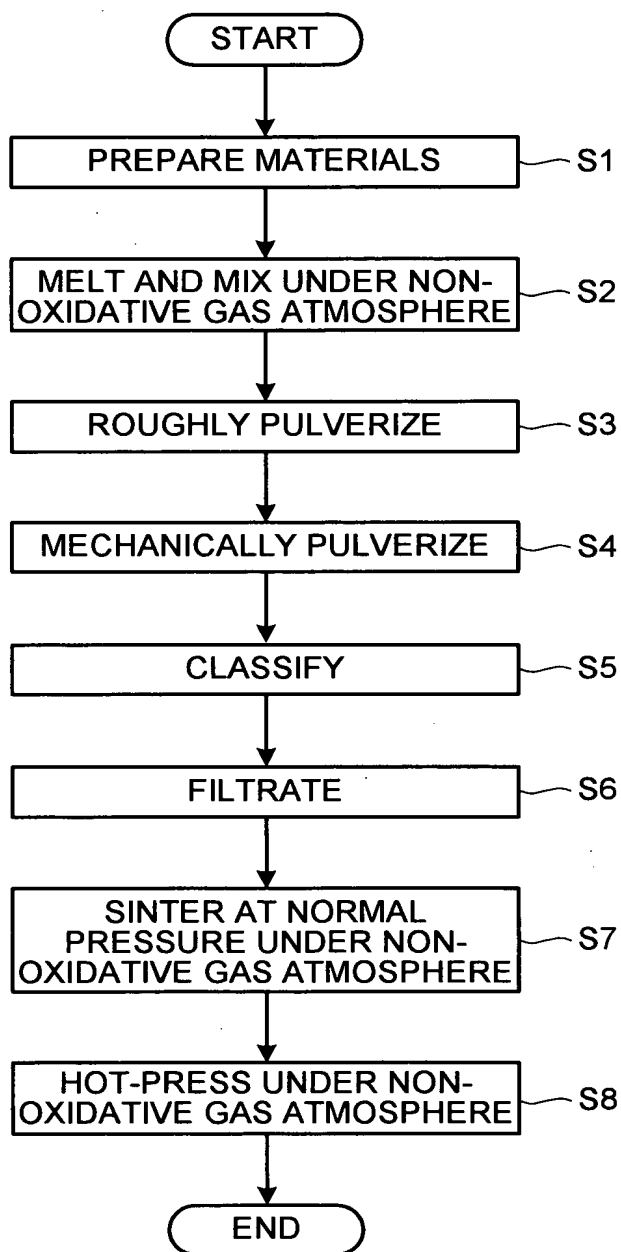 START
PREPARE MATERIALS
S1
MELT AND MIX UNDER NON-
OXIDATIVE GAS ATMOSPHERE
S2
ROUGHLY PULVERIZE
S3
MECHANICALLY PULVERIZE
S4
CLASSIFY
S5
FILTRATE
S6
SINTER AT NORMAL
PRESSURE UNDER NON-
OXIDATIVE GAS ATMOSPHERE
S7
HOT-PRESS UNDER NON-
OXIDATIVE GAS ATMOSPHERE
S8
END